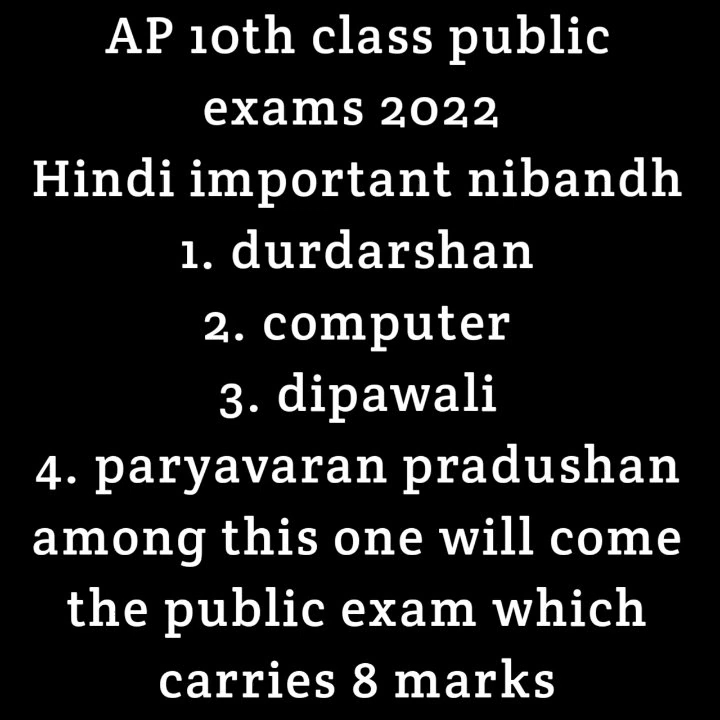 AP 10th class public
exams 2022
Hindi important nibandh
1. durdarshan
2. computer
3. dipawali
4. paryavaran pradushan
among this one will come
the public exam which
carries 8 marks